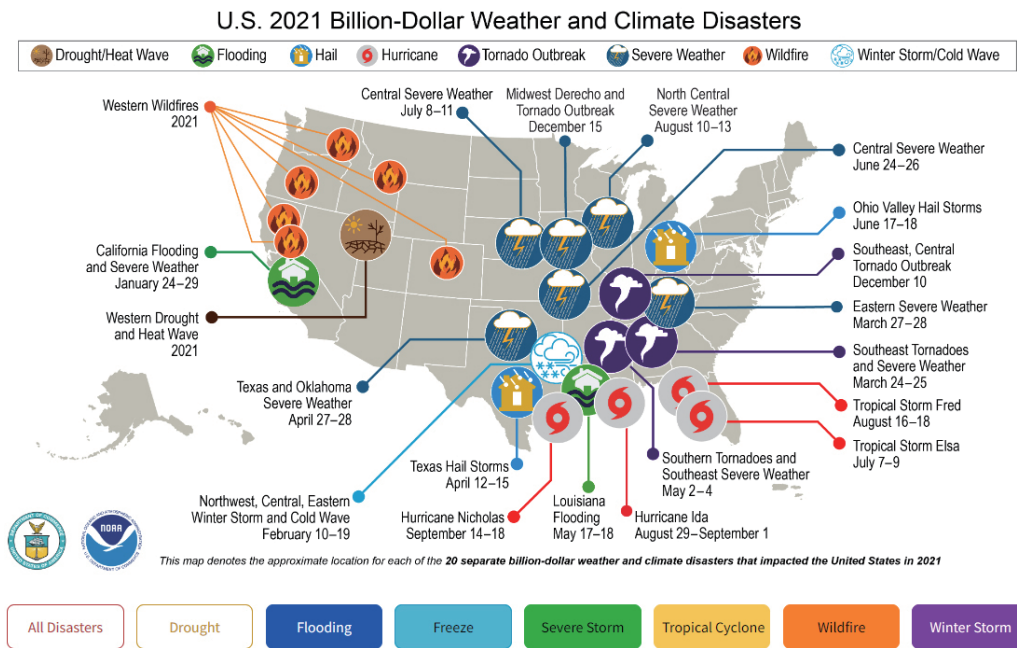 U.S. 2021 Billion-Dollar Weather and Climate Disasters
Drought/Heat Wave
Flooding
Hail
Hurricane
Tornado Outbreak
Severe Weather
Wildfire
Winter Storm/Cold Wave
Western Wildfires
2021
Central Severe Weather
July 8–11
Midwest Derecho and
Tornado Outbreak
December 15
North Central
Severe Weather
August 10–13
Central Severe Weather
June 24–26
Ohio Valley Hail Storms
June 17–18
California Flooding
and Severe Weather
January 24–29
Southeast, Central
Tornado Outbreak
December 10
Eastern Severe Weather
March 27–28
Western Drought
and Heat Wave
2021
Southeast Tornadoes
and Severe Weather
March 24–25
Texas and Oklahoma
Severe Weather
April 27–28
Tropical Storm Fred
August 16–18
Tropical Storm Elsa
July 7–9
Texas Hail Storms
April 12–15
Southern Tornadoes and
Southeast Severe Weather
May 2–4
Northwest, Central, Eastern
Winter Storm and Cold Wave
February 10–19
Hurricane Nicholas
September 14–18
Louisiana
Flooding
May 17–18
Hurricane Ida
August 29–September 1
NOAA
This map denotes the approximate location for each of the 20 separate billion-dollar weather and climate disasters that impacted the United States in 2021
All Disasters
Drought
Flooding
Freeze
Severe Storm
Tropical Cyclone
Wildfire
Winter Storm